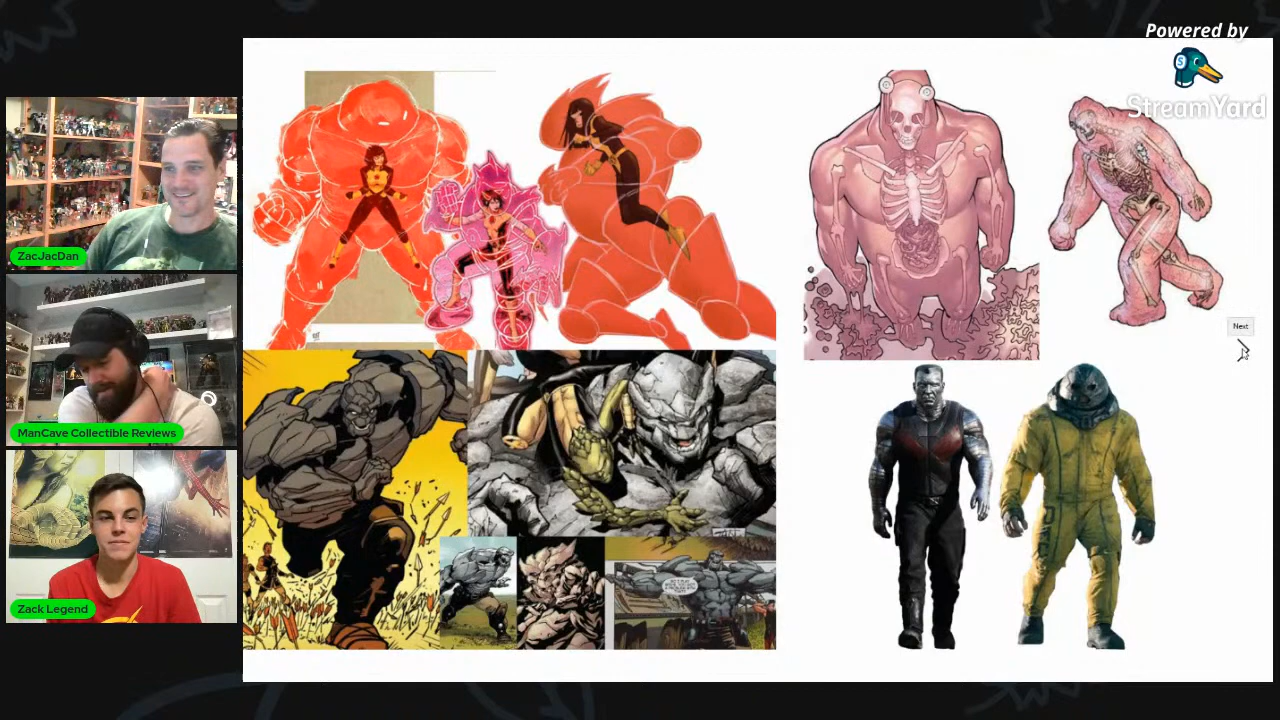 Powered by
StreamYard
S
ZacJacDan
ManCave Collectible Reviews
Zack Legend
Next